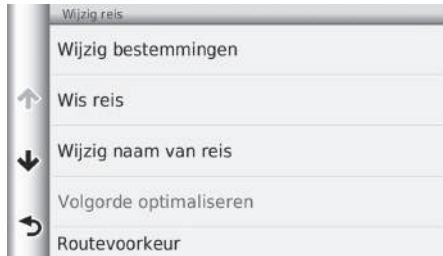 Wijzig reis
Wijzig bestemmingen
Wis reis
Wijzig naam van reis
Volgorde optimaliseren
Routevoorkeur